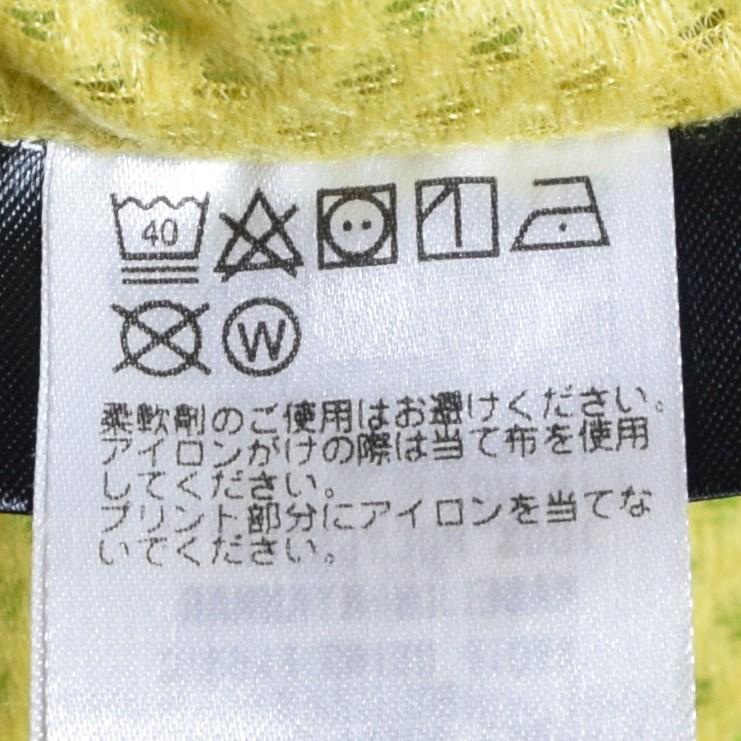 40
W
柔軟剤のご使用はお避けください。
アイロンがけの際は当て布を使用
してください。
プリント部分にアイロンを当てな
いでください。